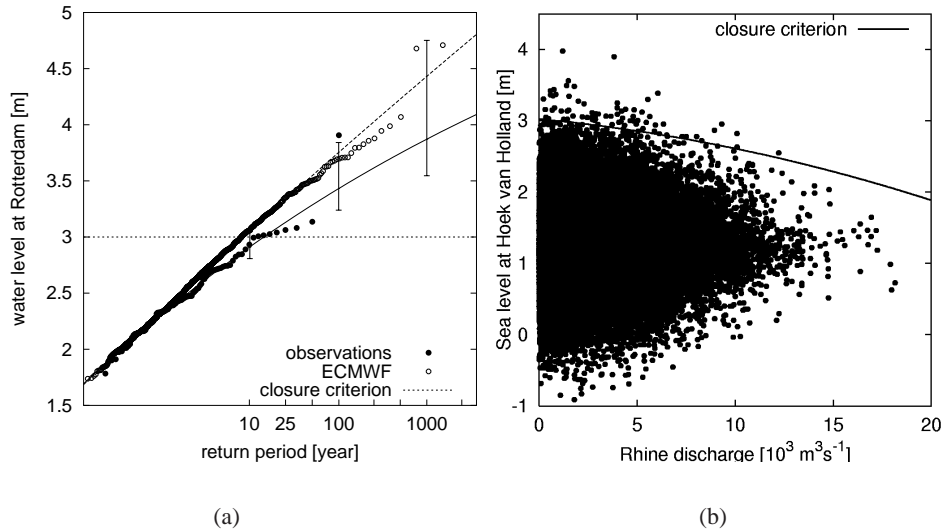 5
4.5
4
3.5
3
2.5
2
1.5
water level at Rotterdam [m]
observations
ECMWF
closure criterion
10 25 100 1000
return period [year]
(a)
closure criterion
4
3
2
1
0
-1
Sea level at Hoek van Holland [m]
0 5 10 15 20
Rhine discharge [10³ m³s⁻¹]
(b)